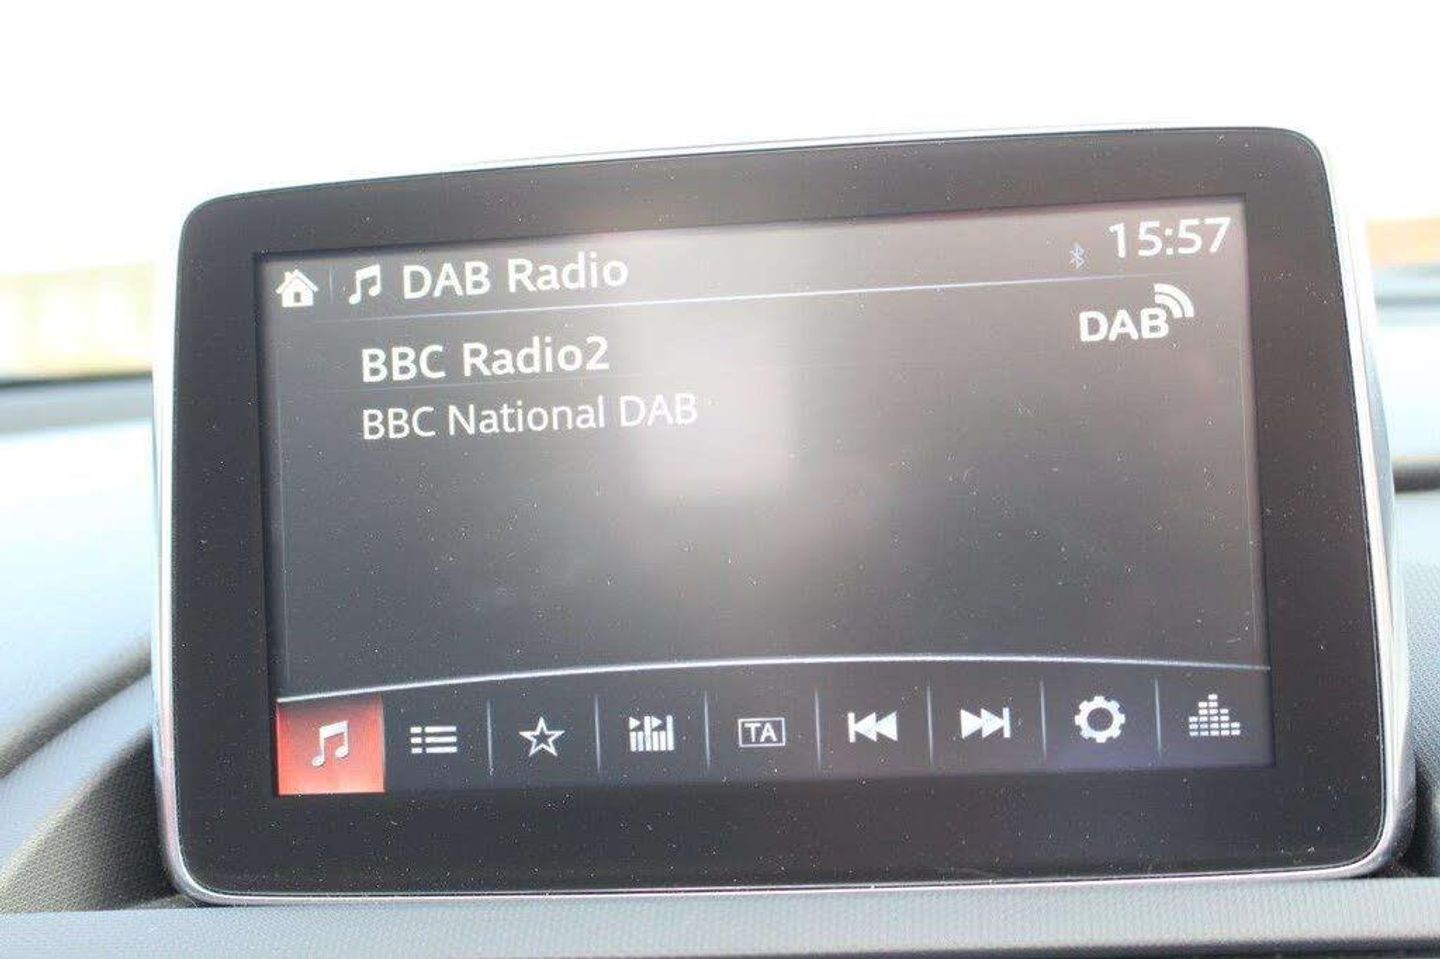 DAB Radio
15:57
BBC Radio2
DAB
BBC National DAB
TA